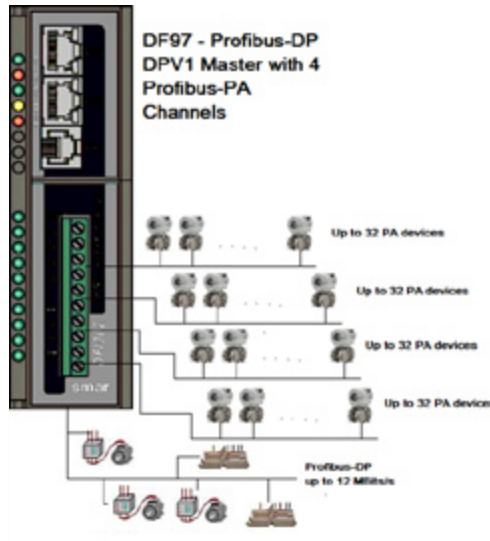 DF97 - Profibus-DP
DPV1 Master with 4
Profibus-PA
Channels
Up to 32 PA devices
Up to 32 PA devices
Up to 32 PA devices
Up to 32 PA device
smar
Profibus-DP
up to 12 MBits/s